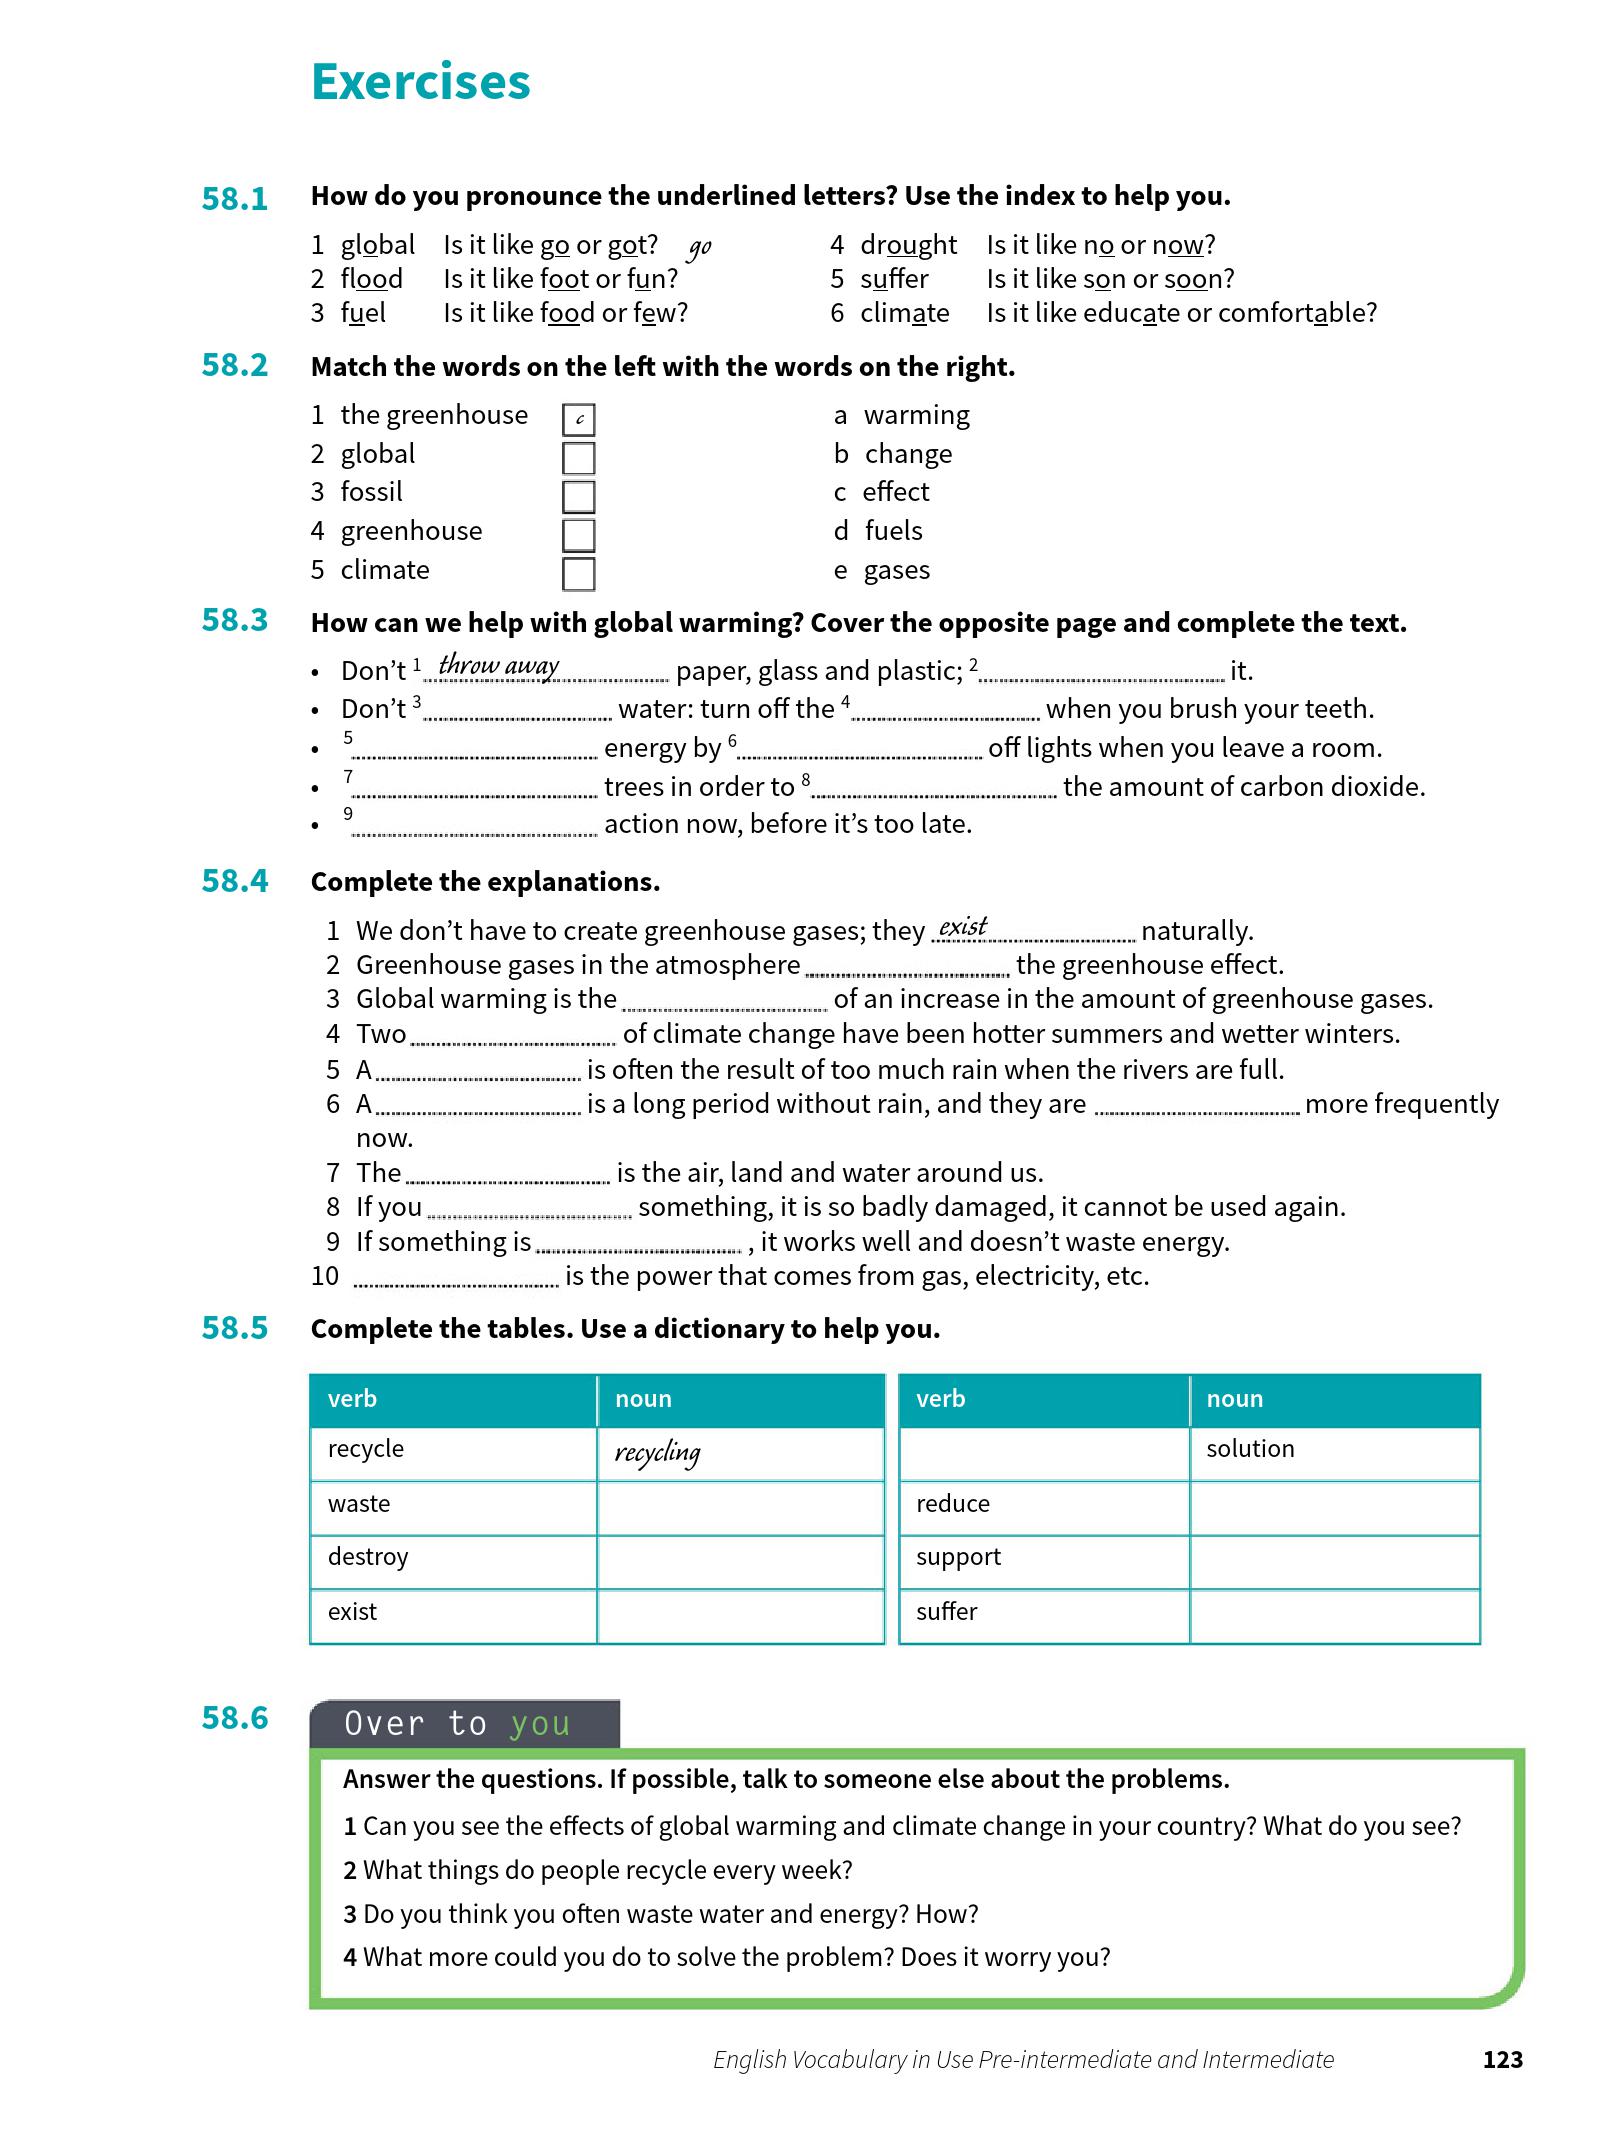 Exercises
58.1 How do you pronounce the underlined letters? Use the index to help you.
1 global Is it like go or got? go 4 drought Is it like no or now?
2 flood Is it like foot or fun? 5 suffer Is it like son or soon?
3 fuel Is it like food or few? 6 climate Is it like educate or comfortable?
58.2 Match the words on the left with the words on the right.
1 the greenhouse c a warming
2 global b change
3 fossil c effect
4 greenhouse d fuels
5 climate e gases
58.3 How can we help with global warming? Cover the opposite page and complete the text.
• Don’t 1 throw away paper, glass and plastic; 2 it.
• Don’t 3 water: turn off the 4 when you brush your teeth.
• 5 energy by 6 off lights when you leave a room.
• 7 trees in order to 8 the amount of carbon dioxide.
• 9 action now, before it’s too late.
58.4 Complete the explanations.
1 We don’t have to create greenhouse gases; they exist naturally.
2 Greenhouse gases in the atmosphere the greenhouse effect.
3 Global warming is the of an increase in the amount of greenhouse gases.
4 Two of climate change have been hotter summers and wetter winters.
5 A is often the result of too much rain when the rivers are full.
6 A is a long period without rain, and they are more frequently
now.
7 The is the air, land and water around us.
8 If you something, it is so badly damaged, it cannot be used again.
9 If something is , it works well and doesn’t waste energy.
10 is the power that comes from gas, electricity, etc.
58.5 Complete the tables. Use a dictionary to help you.
verb noun verb noun
recycle recycling solution
waste reduce
destroy support
exist suffer
58.6 Over to you
Answer the questions. If possible, talk to someone else about the problems.
1 Can you see the effects of global warming and climate change in your country? What do you see?
2 What things do people recycle every week?
3 Do you think you often waste water and energy? How?
4 What more could you do to solve the problem? Does it worry you?
English Vocabulary in Use Pre-intermediate and Intermediate 123